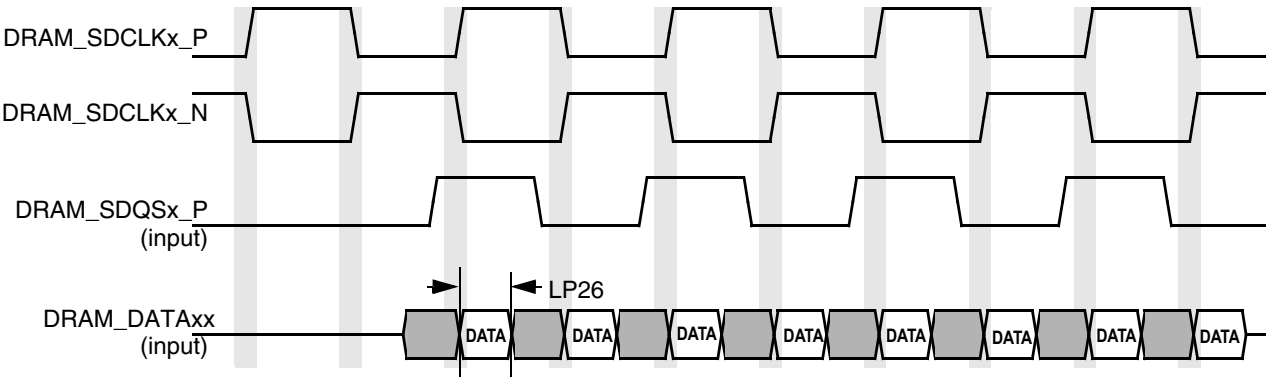 DRAM_SDCLKx_P
DRAM_SDCLKx_N
DRAM_SDQSx_P
(input)
LP26
DRAM_DATAxx
(input)
DATA DATA DATA DATA DATA DATA DATA DATA